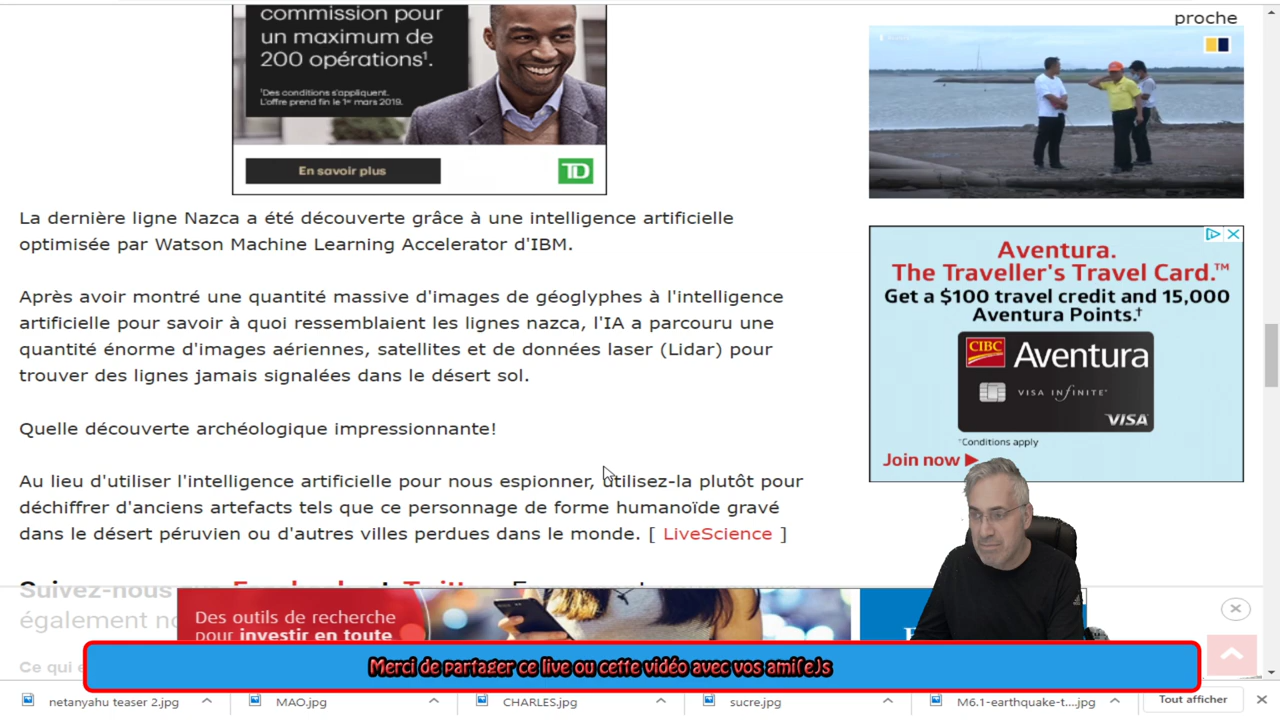 commission pour
un maximum de
200 opérations¹.
¹Des conditions s'appliquent.
L'offre prend fin le 1er mars 2019.
En savoir plus
TD
proche
La dernière ligne Nazca a été découverte grâce à une intelligence artificielle
optimisée par Watson Machine Learning Accelerator d'IBM.
Après avoir montré une quantité massive d'images de géoglyphes à l'intelligence
artificielle pour savoir à quoi ressemblaient les lignes nazca, l'IA a parcouru une
quantité énorme d'images aériennes, satellites et de données laser (Lidar) pour
trouver des lignes jamais signalées dans le désert sol.
Quelle découverte archéologique impressionnante!
Au lieu d'utiliser l'intelligence artificielle pour nous espionner, utilisez-la plutôt pour
déchiffrer d'anciens artefacts tels que ce personnage de forme humanoïde gravé
dans le désert péruvien ou d'autres villes perdues dans le monde. [ LiveScience ]
Aventura.
The Traveller's Travel Card.™
Get a $100 travel credit and 15,000
Aventura Points.†
CIBC Aventura
VISA INFINITE*
VISA
†Conditions apply
Join now
Suivez-nous
également
Ce qui
Des outils de recherche
pour investir en toute
Merci de partager ce live ou cette vidéo avec vos ami(e)s
netanyahu teaser 2.jpg
MAO.jpg
CHARLES.jpg
sucre.jpg
M6.1-earthquake-t....jpg
Tout afficher